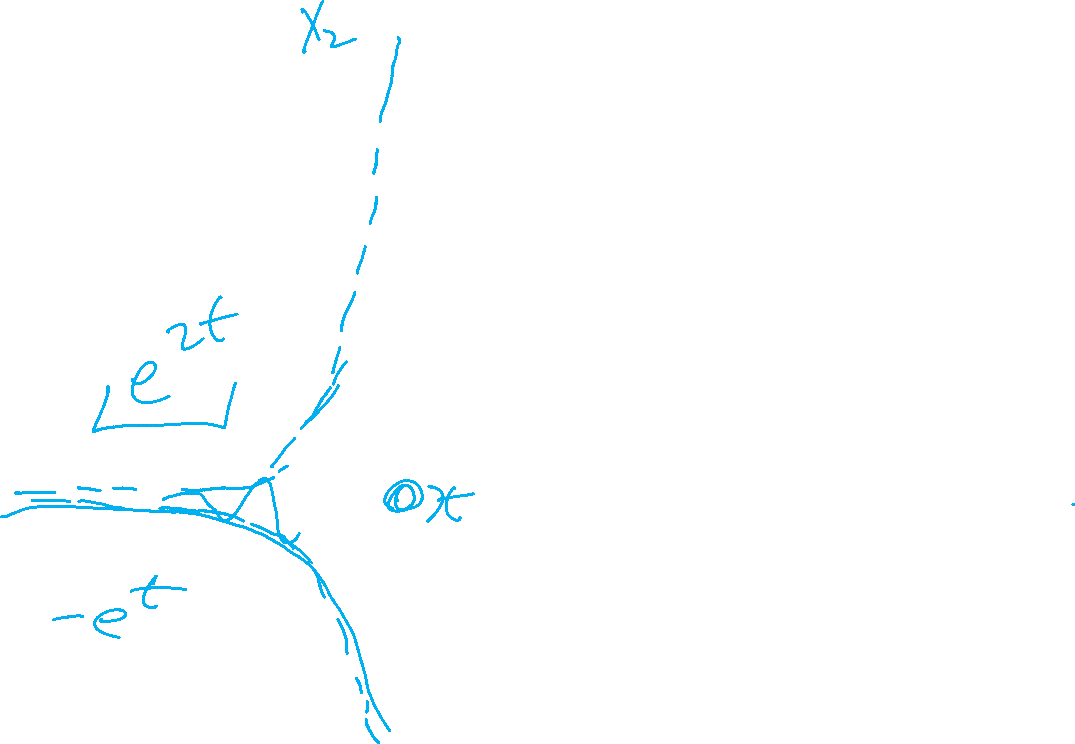 x₂
e^{2t}
-e^t